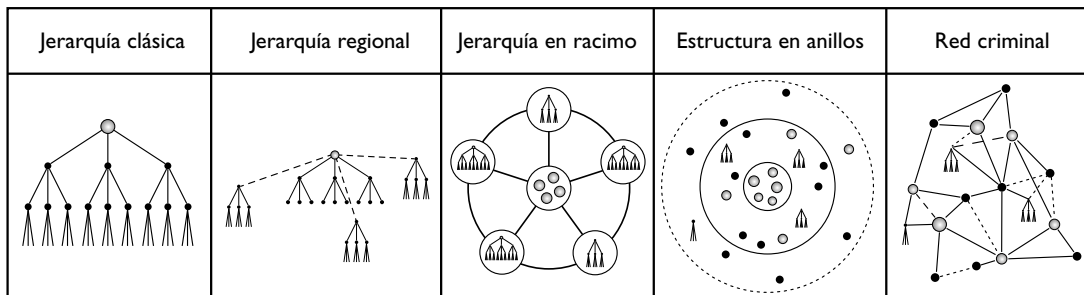 Jerarquía clásica
Jerarquía regional
Jerarquía en racimo
Estructura en anillos
Red criminal